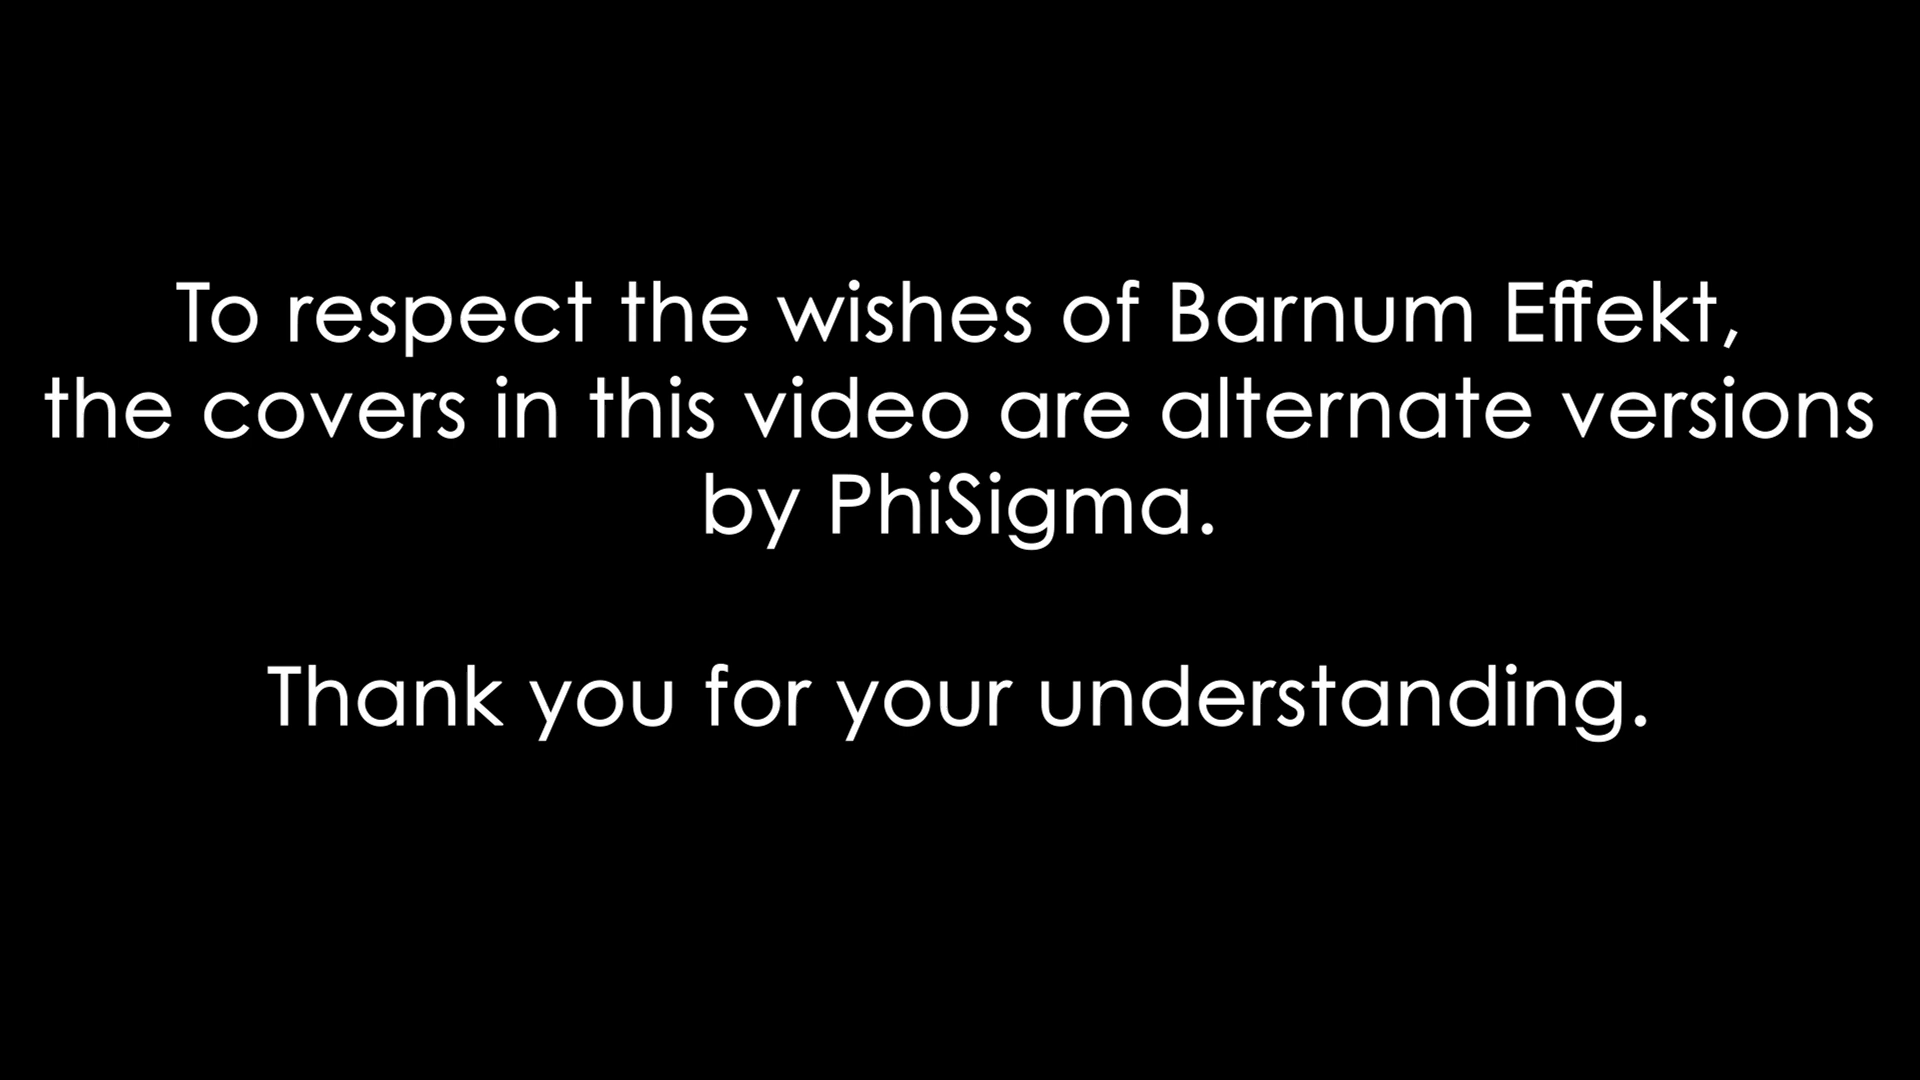 To respect the wishes of Barnum Effekt,
the covers in this video are alternate versions
by PhiSigma.
Thank you for your understanding.